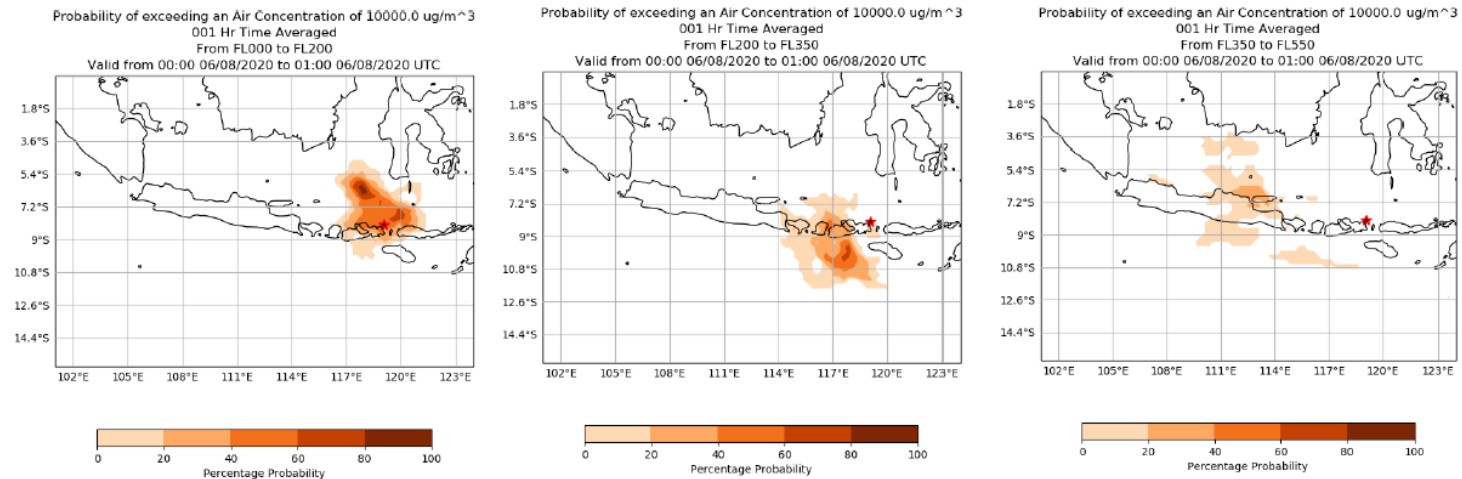 Probability of exceeding an Air Concentration of 10000.0 ug/m^3
001 Hr Time Averaged
From FL000 to FL200
Valid from 00:00 06/08/2020 to 01:00 06/08/2020 UTC
1.8°S
3.6°S
5.4°S
7.2°S
9°S
10.8°S
12.6°S
14.4°S
102°E 105°E 108°E 111°E 114°E 117°E 120°E 123°E
0 20 40 60 80 100
Percentage Probability
Probability of exceeding an Air Concentration of 10000.0 ug/m^3
001 Hr Time Averaged
From FL200 to FL350
Valid from 00:00 06/08/2020 to 01:00 06/08/2020 UTC
1.8°S
3.6°S
5.4°S
7.2°S
9°S
10.8°S
12.6°S
14.4°S
102°E 105°E 108°E 111°E 114°E 117°E 120°E 123°E
0 20 40 60 80 100
Percentage Probability
Probability of exceeding an Air Concentration of 10000.0 ug/m^3
001 Hr Time Averaged
From FL350 to FL550
Valid from 00:00 06/08/2020 to 01:00 06/08/2020 UTC
1.8°S
3.6°S
5.4°S
7.2°S
9°S
10.8°S
12.6°S
14.4°S
102°E 105°E 108°E 111°E 114°E 117°E 120°E 123°E
0 20 40 60 80 100
Percentage Probability